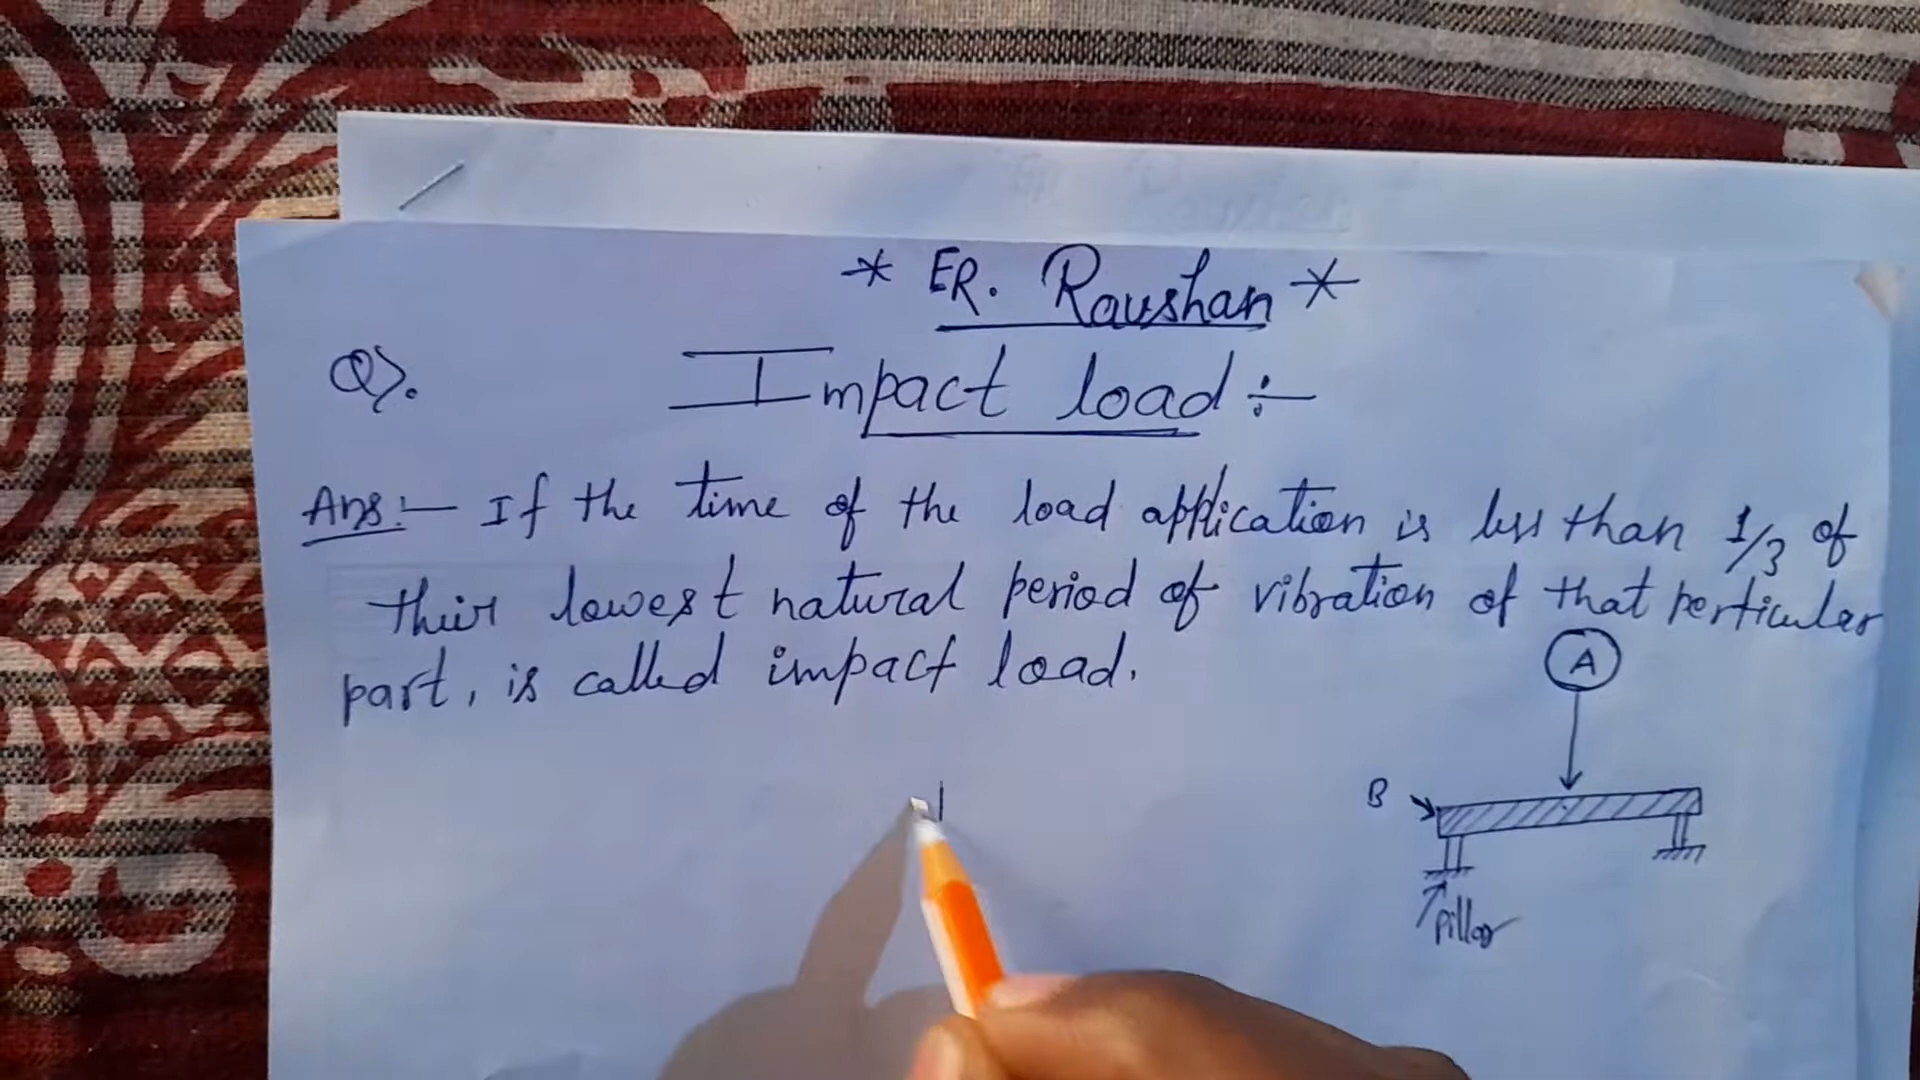 * ER. Raushan *
Q).
Impact load :-
Ans:- If the time of the load application is less than 1/3 of
their lowest natural period of vibration of that perticular
part, is called impact load.
A
B
Pillar